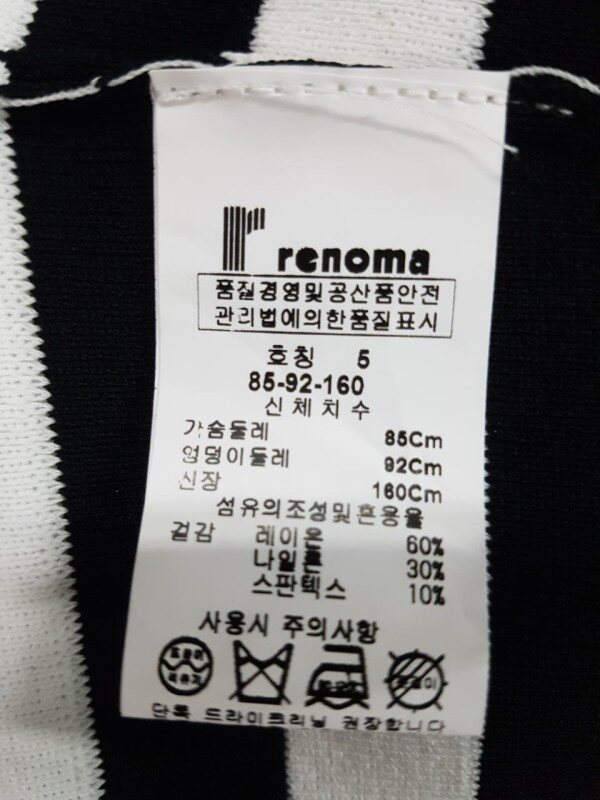 renoma
품질경영및공산품안전
관리법에의한품질표시
호칭 5
85-92-160
신체치수
가슴둘레 85Cm
엉덩이둘레 92Cm
신장 160Cm
섬유의조성및혼용율
겉감 레이온 60%
나일론 30%
스판텍스 10%
사용시 주의사항
단독 드라이크리닝 권장합니다